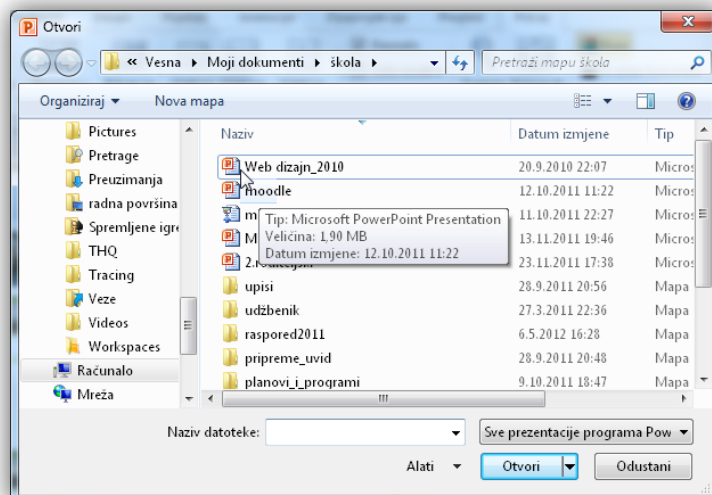 Otvori
« Vesna Moji dokumenti škola
Pretraži mapu škola
Organiziraj Nova mapa
Pictures
Pretrage
Preuzimanja
radna površina
Spremljene igre
THQ
Tracing
Veze
Videos
Workspaces
Računalo
Mreža
Naziv Datum izmjene Tip
Web dizajn_2010 20.9.2010 22:07 Micros
moodle 12.10.2011 11:22 Micros
m 11.10.2011 22:27 Micros
M 13.11.2011 19:46 Micros
23.11.2011 17:38 Micros
upisi 28.9.2011 20:56 Mapa
udžbenik 27.3.2011 22:36 Mapa
raspored2011 6.5.2012 16:28 Mapa
pripreme_uvid 28.9.2011 20:48 Mapa
planovi_i_programi 9.10.2011 18:47 Mapa
Tip: Microsoft PowerPoint Presentation
Veličina: 1,90 MB
Datum izmjene: 12.10.2011 11:22
Naziv datoteke:
Sve prezentacije programa Pow
Alati Otvori Odustani